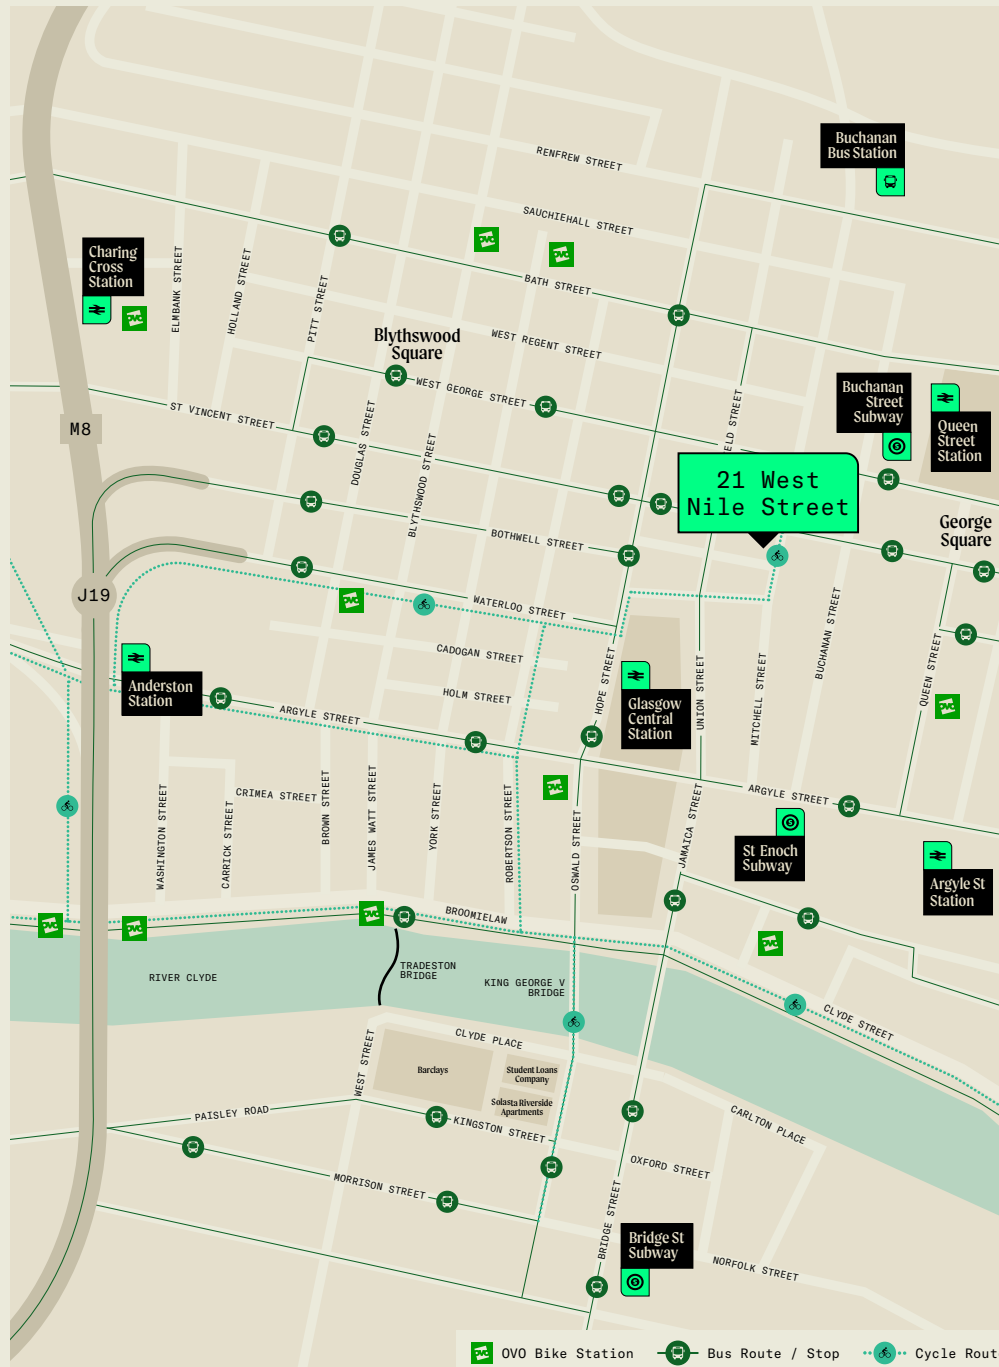 Buchanan
Bus Station
RENFREW STREET
SAUCHIEHALL STREET
Charing
Cross
Station
ELMBANK STREET
HOLLAND STREET
PITT STREET
BATH STREET
Blythswood
Square
WEST REGENT STREET
WEST GEORGE STREET
Buchanan
Street
Subway
Queen
Street
Station
ST VINCENT STREET
M8
DOUGLAS STREET
BLYTHSWOOD STREET
ELD STREET
21 West
Nile Street
George
Square
BOTHWELL STREET
J19
WATERLOO STREET
CADOGAN STREET
HOLM STREET
HOPE STREET
UNION STREET
MITCHELL STREET
BUCHANAN STREET
QUEEN STREET
Anderston
Station
ARGYLE STREET
Glasgow
Central
Station
WASHINGTON STREET
CARRICK STREET
CRIMEA STREET
BROWN STREET
JAMES WATT STREET
YORK STREET
ROBERTSON STREET
OSWALD STREET
JAMAICA STREET
ARGYLE STREET
St Enoch
Subway
Argyle St
Station
BROOMIELAW
RIVER CLYDE
TRADESTON
BRIDGE
KING GEORGE V
BRIDGE
CLYDE STREET
WEST STREET
CLYDE PLACE
Barclays
Student Loans
Company
Solasta Riverside
Apartments
PAISLEY ROAD
KINGSTON STREET
CARLTON PLACE
MORRISON STREET
OXFORD STREET
BRIDGE STREET
Bridge St
Subway
NORFOLK STREET
OVO Bike Station
Bus Route / Stop
Cycle Rout